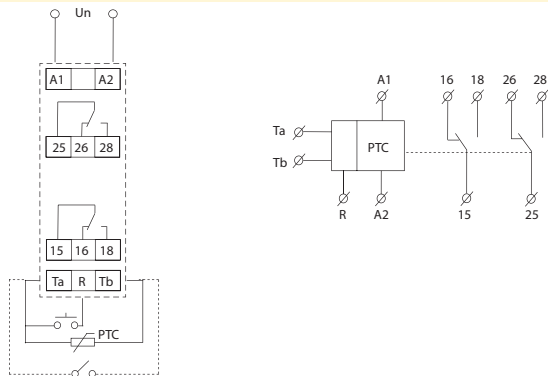 Un
A1 A2
25 26 28
15 16 18
Ta R Tb
PTC
A1 16 18 26 28
Ta
PTC
Tb
R A2 15 25